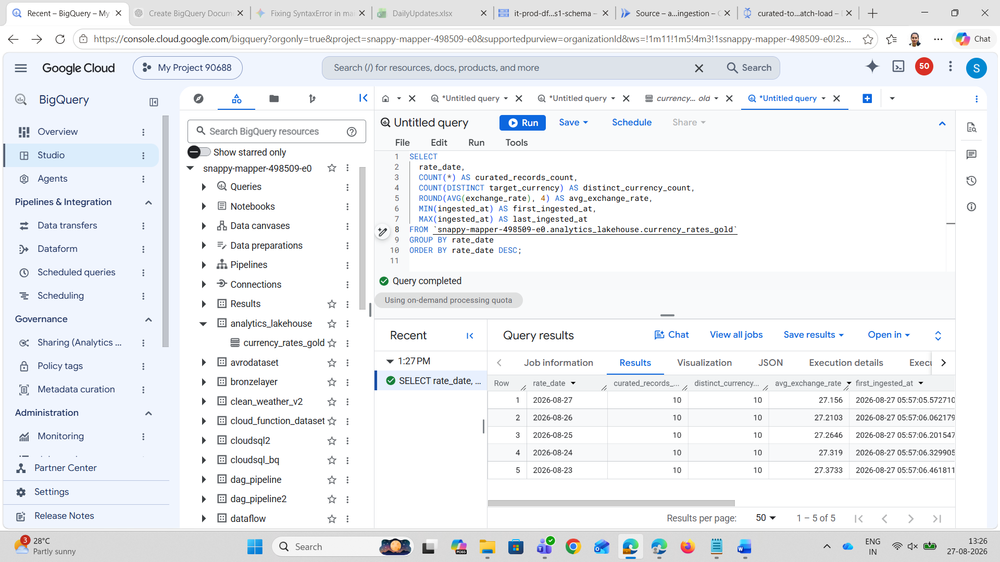 Recent – BigQuery – My
Create BigQuery Docum
Fixing SyntaxError in mai
DailyUpdates.xlsx
it-prod-df...s1-schema –
Source – a...ingestion – C
curated-to...atch-load – D
https://console.cloud.google.com/bigquery?orgonly=true&project=snappy-mapper-498509-e0&supportedpurview=organizationId&ws=!1m11!1m5!4m3!1ssnappy-mapper-498509-e0!2s...
Chat
Google Cloud
My Project 90688
Search (/) for resources, docs, products, and more
Search
50
S
BigQuery
Overview
Studio
Agents
Pipelines & Integration
Data transfers
Dataform
Scheduled queries
Scheduling
Governance
Sharing (Analytics ...
Policy tags
Metadata curation
Administration
Monitoring
Partner Center
Settings
Release Notes
Search BigQuery resources
Show starred only
snappy-mapper-498509-e0
Queries
Notebooks
Data canvases
Data preparations
Pipelines
Connections
Results
analytics_lakehouse
currency_rates_gold
avrodataset
bronzelayer
clean_weather_v2
cloud_function_dataset
cloudsql2
cloudsql_bq
dag_pipeline
dag_pipeline2
dataflow
*Untitled query
*Untitled query
currency... old
*Untitled query
Untitled query
Run
Save
Schedule
Share
File Edit Run Tools
1 SELECT
2 rate_date,
3 COUNT(*) AS curated_records_count,
4 COUNT(DISTINCT target_currency) AS distinct_currency_count,
5 ROUND(AVG(exchange_rate), 4) AS avg_exchange_rate,
6 MIN(ingested_at) AS first_ingested_at,
7 MAX(ingested_at) AS last_ingested_at
8 FROM `snappy-mapper-498509-e0.analytics_lakehouse.currency_rates_gold`
9 GROUP BY rate_date
10 ORDER BY rate_date DESC;
11
Query completed
Using on-demand processing quota
Recent
1:27 PM
SELECT rate_date, ...
Query results
Chat
View all jobs
Save results
Open in
Job information Results Visualization JSON Execution details Execu
Row rate_date curated_records_... distinct_currency... avg_exchange_rate first_ingested_at
1 2026-08-27 10 10 27.156 2026-08-27 05:57:05.572710
2 2026-08-26 10 10 27.2103 2026-08-27 05:57:06.062179
3 2026-08-25 10 10 27.2646 2026-08-27 05:57:06.201547
4 2026-08-24 10 10 27.319 2026-08-27 05:57:06.329905
5 2026-08-23 10 10 27.3733 2026-08-27 05:57:06.461811
Results per page: 50 1 – 5 of 5
3
28°C
Partly sunny
Search
M365
ENG
IN
13:26
27-08-2026